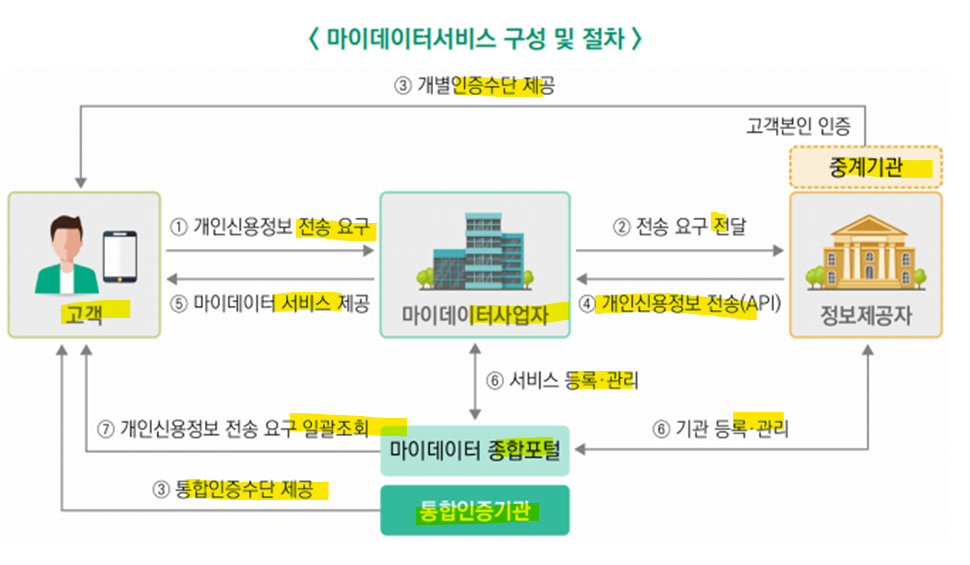 < 마이데이터서비스 구성 및 절차 >
③ 개별인증수단 제공
고객본인 인증
중계기관
① 개인신용정보 전송 요구
② 전송 요구 전달
⑤ 마이데이터 서비스 제공
④ 개인신용정보 전송(API)
고객
마이데이터사업자
정보제공자
⑥ 서비스 등록·관리
⑦ 개인신용정보 전송 요구 일괄조회
⑥ 기관 등록·관리
마이데이터 종합포털
③ 통합인증수단 제공
통합인증기관